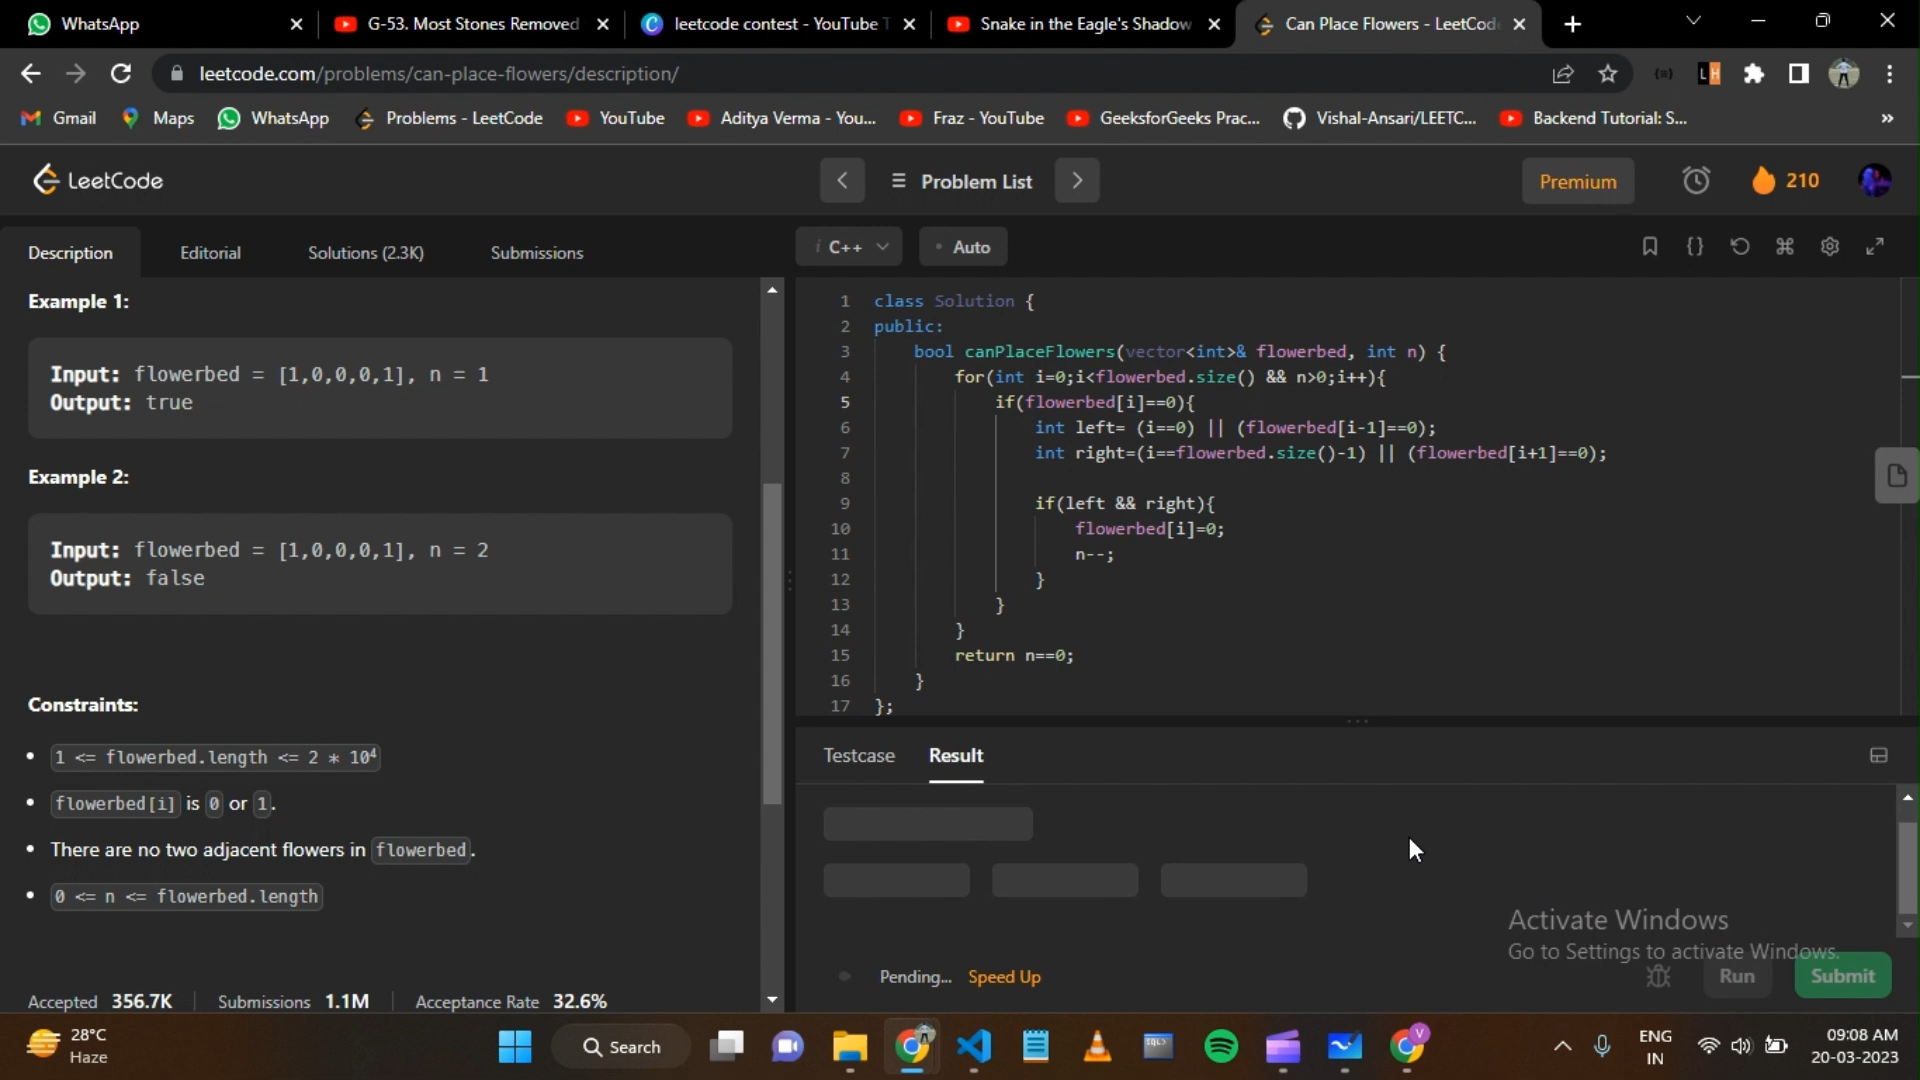 WhatsApp
G-53. Most Stones Removed
leetcode contest - YouTube T
Snake in the Eagle's Shadow
Can Place Flowers - LeetCode
leetcode.com/problems/can-place-flowers/description/
Gmail
Maps
WhatsApp
Problems - LeetCode
YouTube
Aditya Verma - You...
Fraz - YouTube
GeeksforGeeks Prac...
Vishal-Ansari/LEETC...
Backend Tutorial: S...
LeetCode
Problem List
Premium
210
Description
Editorial
Solutions (2.3K)
Submissions
i C++
Auto
Example 1:
Input: flowerbed = [1,0,0,0,1], n = 1
Output: true
Example 2:
Input: flowerbed = [1,0,0,0,1], n = 2
Output: false
Constraints:
• 1 <= flowerbed.length <= 2 * 10⁴
• flowerbed[i] is 0 or 1.
• There are no two adjacent flowers in flowerbed.
• 0 <= n <= flowerbed.length
Accepted 356.7K
Submissions 1.1M
Acceptance Rate 32.6%
1 class Solution {
2 public:
3 bool canPlaceFlowers(vector<int>& flowerbed, int n) {
4 for(int i=0;i<flowerbed.size() && n>0;i++){
5 if(flowerbed[i]==0){
6 int left= (i==0) || (flowerbed[i-1]==0);
7 int right=(i==flowerbed.size()-1) || (flowerbed[i+1]==0);
8
9 if(left && right){
10 flowerbed[i]=0;
11 n--;
12 }
13 }
14 }
15 return n==0;
16 }
17 };
Testcase
Result
Pending... Speed Up
Activate Windows
Go to Settings to activate Windows.
Run
Submit
28°C
Haze
Search
ENG
IN
09:08 AM
20-03-2023